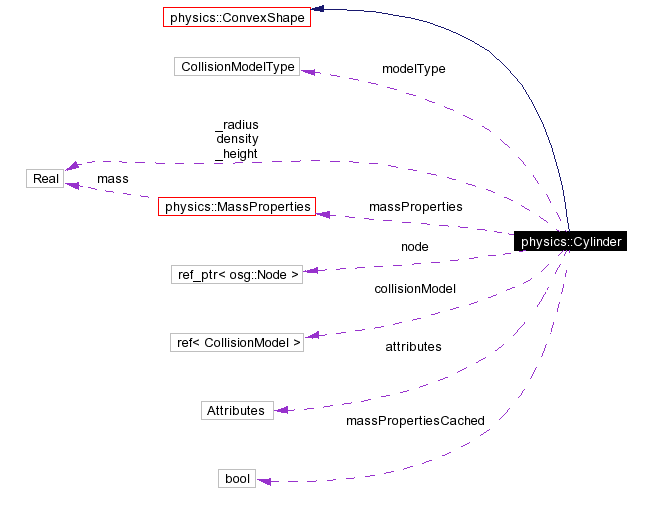 physics::ConvexShape
CollisionModelType
modelType
_radius
density
_height
Real
mass
physics::MassProperties
massProperties
physics::Cylinder
node
ref_ptr< osg::Node >
collisionModel
ref< CollisionModel >
attributes
Attributes
massPropertiesCached
bool